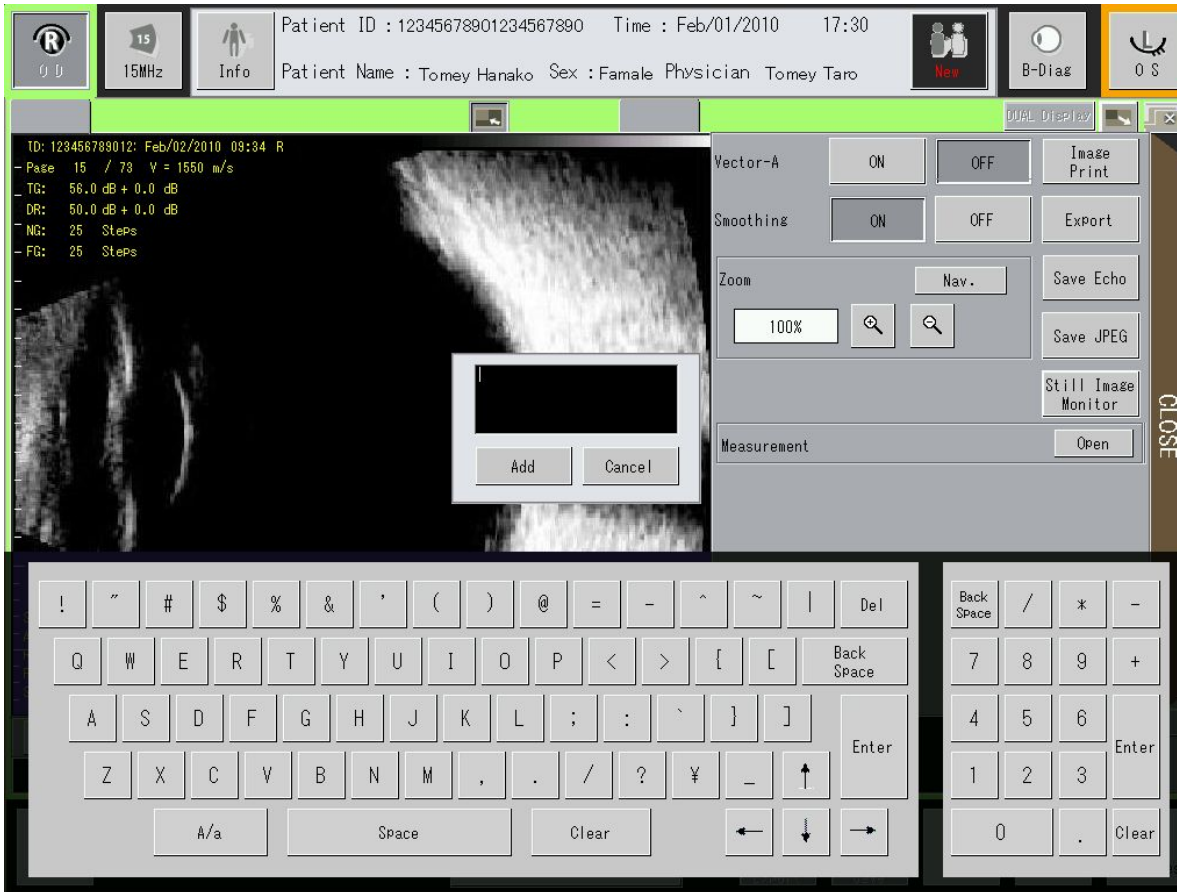 R
O D
15
15MHz
Info
Patient ID : 12345678901234567890 Time : Feb/01/2010 17:30
Patient Name : Tomey Hanako Sex : Famale Physician Tomey Taro
New
B-Diag
L
O S
DUAL Display
ID: 123456789012: Feb/02/2010 09:34 R
Page 15 / 73 V = 1550 m/s
TG: 56.0 dB + 0.0 dB
DR: 50.0 dB + 0.0 dB
NG: 25 Steps
FG: 25 Steps
Vector-A ON OFF
Image Print
Smoothing ON OFF
Export
Zoom Nav.
Save Echo
100%
Save JPEG
Still Image Monitor
CLOSE
Measurement Open
Add Cancel
! ″ # $ % & ' ( ) @ = - ^ ~ | Del
Q W E R T Y U I O P < > { [ Back Space
A S D F G H J K L ; : ` } ]
Enter
Z X C V B N M , . / ? ¥ _ ↑
A/a Space Clear ← ↓ →
Back Space / * -
7 8 9 +
4 5 6
Enter
1 2 3
0 . Clear